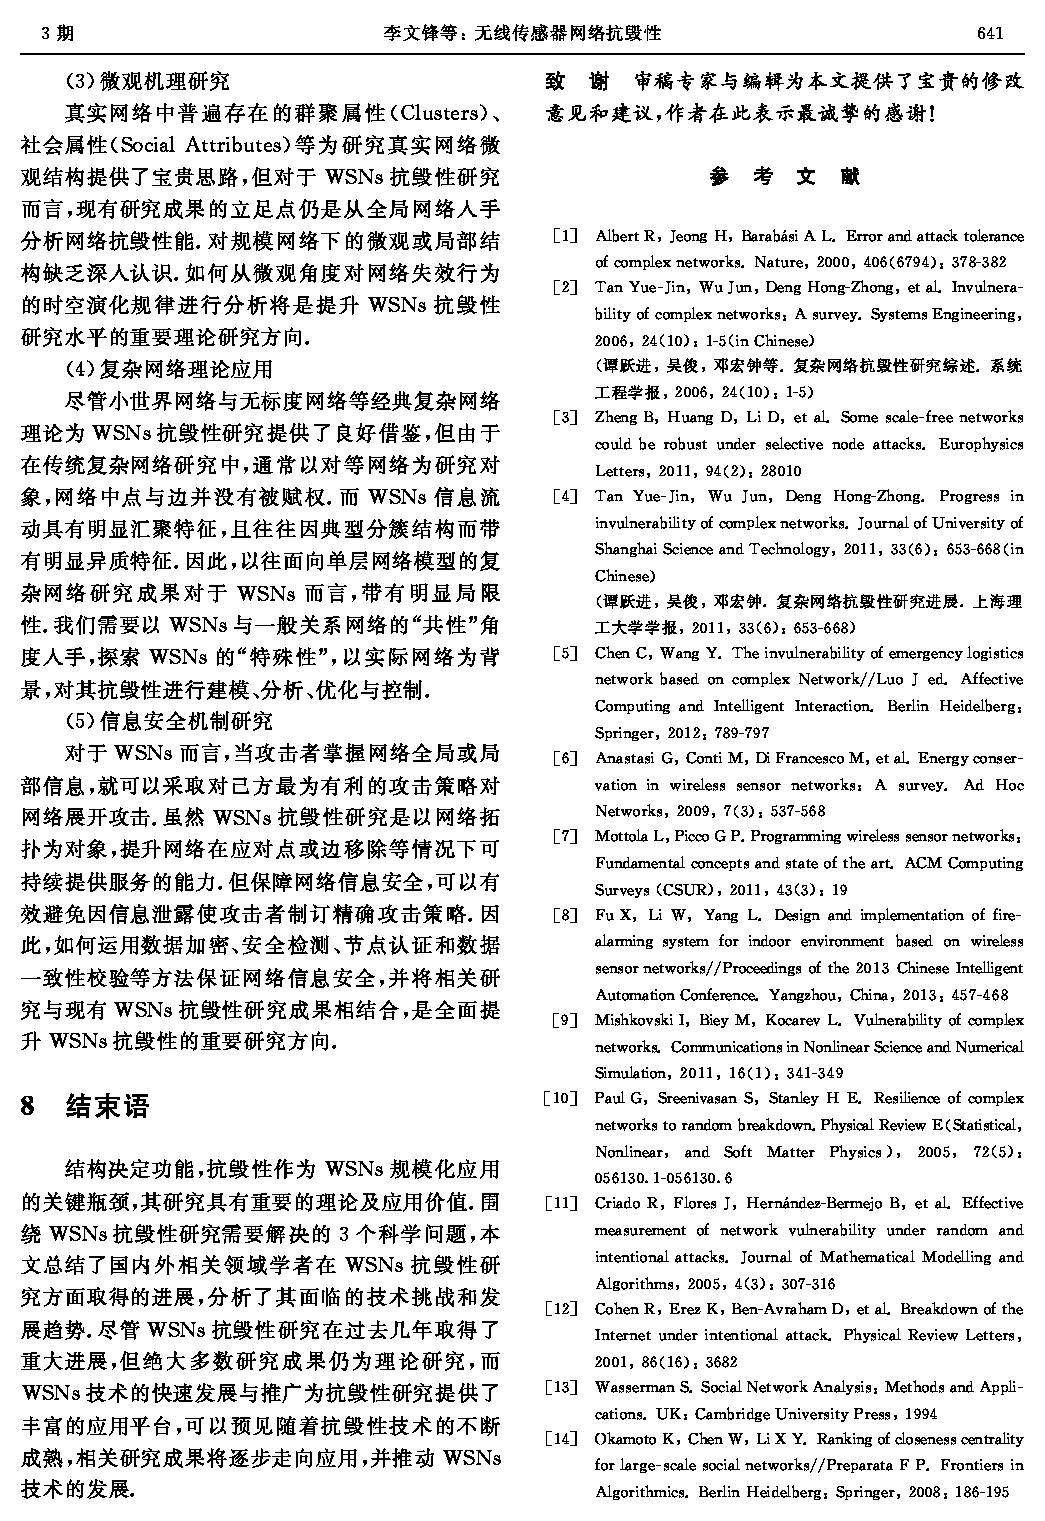 3 期
李文锋等：无线传感器网络抗毁性
641
(3)微观机理研究
真实网络中普遍存在的群聚属性(Clusters)、
社会属性(Social Attributes)等为研究真实网络微
观结构提供了宝贵思路,但对于 WSNs 抗毁性研究
而言,现有研究成果的立足点仍是从全局网络入手
分析网络抗毁性能. 对规模网络下的微观或局部结
构缺乏深入认识. 如何从微观角度对网络失效行为
的时空演化规律进行分析将是提升 WSNs 抗毁性
研究水平的重要理论研究方向.
(4)复杂网络理论应用
尽管小世界网络与无标度网络等经典复杂网络
理论为 WSNs 抗毁性研究提供了良好借鉴,但由于
在传统复杂网络研究中,通常以对等网络为研究对
象,网络中点与边并没有被赋权. 而 WSNs 信息流
动具有明显汇聚特征,且往往因典型分簇结构而带
有明显异质特征. 因此,以往面向单层网络模型的复
杂网络研究成果对于 WSNs 而言,带有明显局限
性. 我们需要以 WSNs 与一般关系网络的“共性”角
度入手,探索 WSNs 的“特殊性”,以实际网络为背
景,对其抗毁性进行建模、分析、优化与控制.
(5)信息安全机制研究
对于 WSNs 而言,当攻击者掌握网络全局或局
部信息,就可以采取对己方最为有利的攻击策略对
网络展开攻击. 虽然 WSNs 抗毁性研究是以网络拓
扑为对象,提升网络在应对点或边移除等情况下可
持续提供服务的能力. 但保障网络信息安全,可以有
效避免因信息泄露使攻击者制订精确攻击策略. 因
此,如何运用数据加密、安全检测、节点认证和数据
一致性校验等方法保证网络信息安全,并将相关研
究与现有 WSNs 抗毁性研究成果相结合,是全面提
升 WSNs 抗毁性的重要研究方向.
8 结束语
结构决定功能,抗毁性作为 WSNs 规模化应用
的关键瓶颈,其研究具有重要的理论及应用价值. 围
绕 WSNs 抗毁性研究需要解决的 3 个科学问题,本
文总结了国内外相关领域学者在 WSNs 抗毁性研
究方面取得的进展,分析了其面临的技术挑战和发
展趋势. 尽管 WSNs 抗毁性研究在过去几年取得了
重大进展,但绝大多数研究成果仍为理论研究,而
WSNs 技术的快速发展与推广为抗毁性研究提供了
丰富的应用平台,可以预见随着抗毁性技术的不断
成熟,相关研究成果将逐步走向应用,并推动 WSNs
技术的发展.
致 谢 审稿专家与编辑为本文提供了宝贵的修改
意见和建议,作者在此表示最诚挚的感谢!
参 考 文 献
[1] Albert R, Jeong H, Barabási A L. Error and attack tolerance
of complex networks. Nature, 2000, 406(6794): 378-382
[2] Tan Yue-Jin, Wu Jun, Deng Hong-Zhong, et al. Invulnera-
bility of complex networks: A survey. Systems Engineering,
2006, 24(10): 1-5(in Chinese)
(谭跃进, 吴俊, 邓宏钟等. 复杂网络抗毁性研究综述. 系统
工程学报, 2006, 24(10): 1-5)
[3] Zheng B, Huang D, Li D, et al. Some scale-free networks
could be robust under selective node attacks. Europhysics
Letters, 2011, 94(2): 28010
[4] Tan Yue-Jin, Wu Jun, Deng Hong-Zhong. Progress in
invulnerability of complex networks. Journal of University of
Shanghai Science and Technology, 2011, 33(6): 653-668(in
Chinese)
(谭跃进, 吴俊, 邓宏钟. 复杂网络抗毁性研究进展. 上海理
工大学学报, 2011, 33(6): 653-668)
[5] Chen C, Wang Y. The invulnerability of emergency logistics
network based on complex Network//Luo J ed. Affective
Computing and Intelligent Interaction. Berlin Heidelberg:
Springer, 2012: 789-797
[6] Anastasi G, Conti M, Di Francesco M, et al. Energy conser-
vation in wireless sensor networks: A survey. Ad Hoc
Networks, 2009, 7(3): 537-568
[7] Mottola L, Picco G P. Programming wireless sensor networks:
Fundamental concepts and state of the art. ACM Computing
Surveys (CSUR), 2011, 43(3): 19
[8] Fu X, Li W, Yang L. Design and implementation of fire-
alarming system for indoor environment based on wireless
sensor networks//Proceedings of the 2013 Chinese Intelligent
Automation Conference. Yangzhou, China, 2013: 457-468
[9] Mishkovski I, Biey M, Kocarev L. Vulnerability of complex
networks. Communications in Nonlinear Science and Numerical
Simulation, 2011, 16(1): 341-349
[10] Paul G, Sreenivasan S, Stanley H E. Resilience of complex
networks to random breakdown. Physical Review E(Statistical,
Nonlinear, and Soft Matter Physics), 2005, 72(5):
056130.1-056130.6
[11] Criado R, Flores J, Hernández-Bermejo B, et al. Effective
measurement of network vulnerability under random and
intentional attacks. Journal of Mathematical Modelling and
Algorithms, 2005, 4(3): 307-316
[12] Cohen R, Erez K, Ben-Avraham D, et al. Breakdown of the
Internet under intentional attack. Physical Review Letters,
2001, 86(16): 3682
[13] Wasserman S. Social Network Analysis: Methods and Appli-
cations. UK: Cambridge University Press, 1994
[14] Okamoto K, Chen W, Li X Y. Ranking of closeness centrality
for large-scale social networks//Preparata F P. Frontiers in
Algorithmics. Berlin Heidelberg: Springer, 2008: 186-195